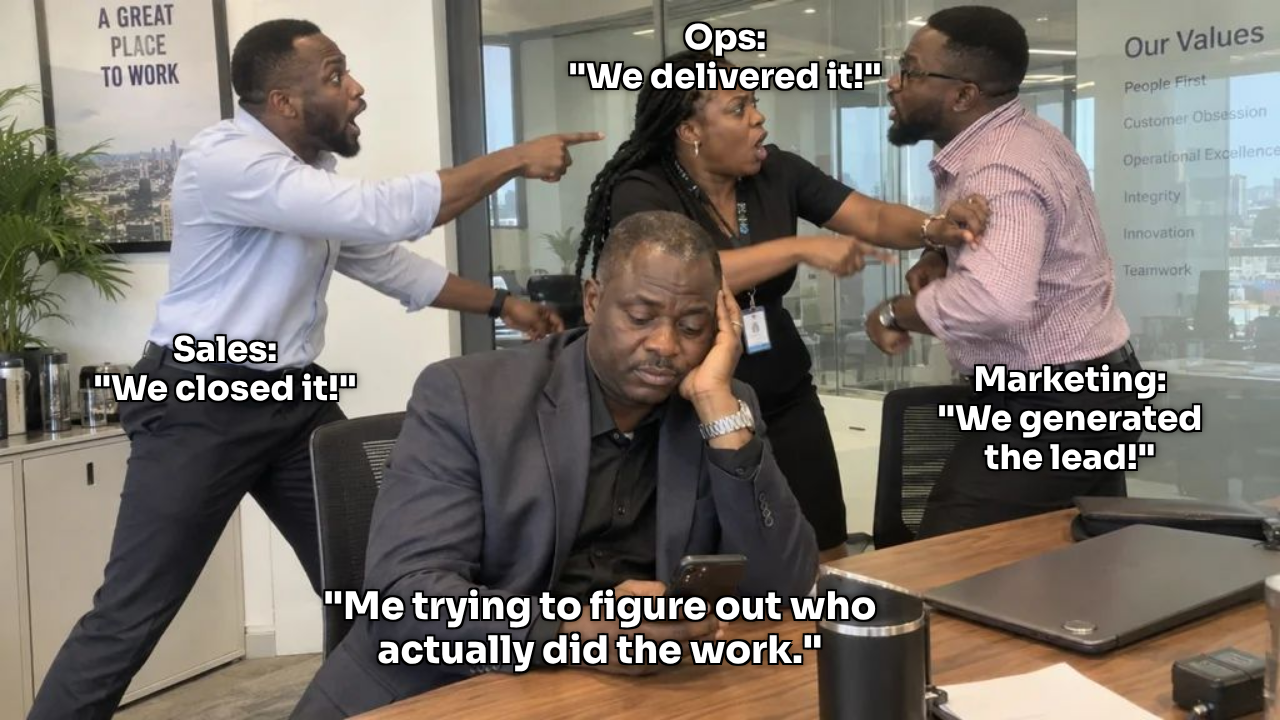 A GREAT
PLACE
TO WORK
Ops:
"We delivered it!"
Our Values
People First
Customer Obsession
Operational Excellence
Integrity
Innovation
Teamwork
Sales:
"We closed it!"
Marketing:
"We generated
the lead!"
"Me trying to figure out who
actually did the work."